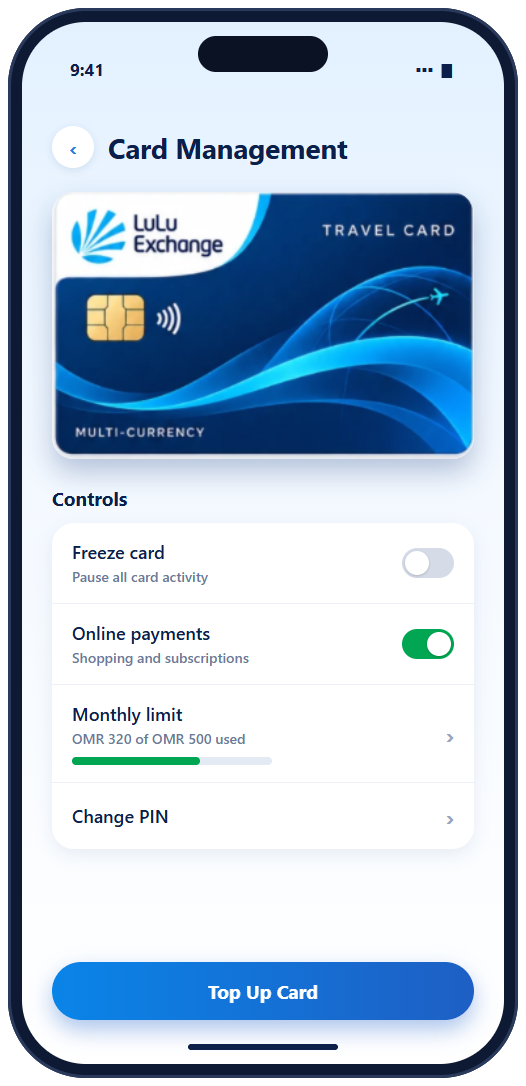 9:41
Card Management
LuLu
Exchange
TRAVEL CARD
MULTI-CURRENCY
Controls
Freeze card
Pause all card activity
Online payments
Shopping and subscriptions
Monthly limit
OMR 320 of OMR 500 used
Change PIN
Top Up Card